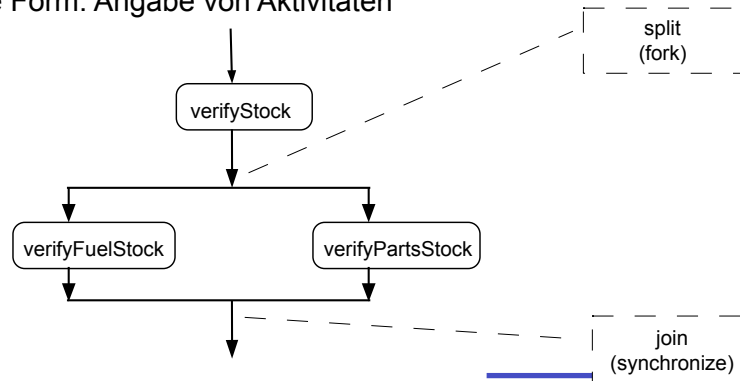 e Form: Angabe von Aktivitäten
split
(fork)
verifyStock
verifyFuelStock
verifyPartsStock
join
(synchronize)